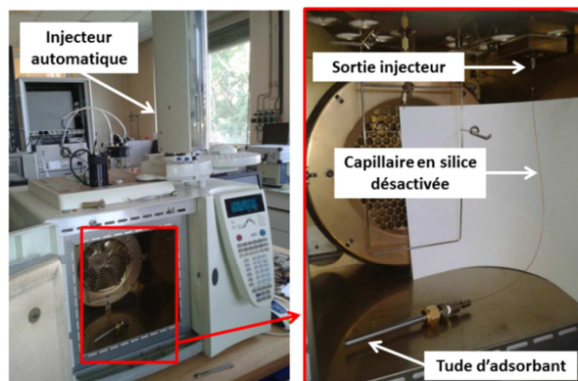 Injecteur
automatique
Sortie injecteur
Capillaire en silice
désactivée
Tude d'adsorbant